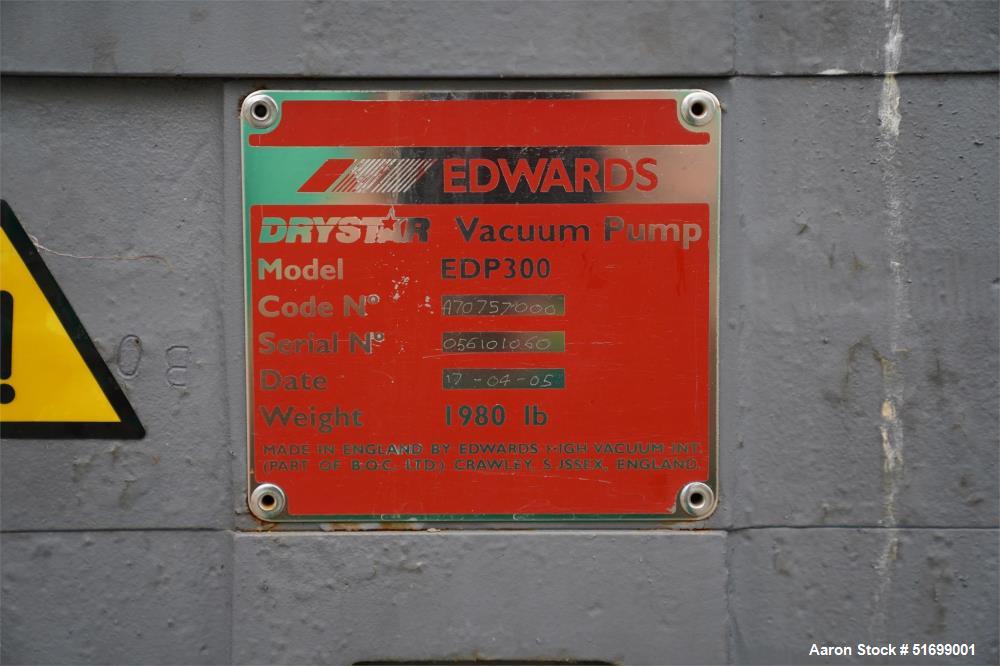 EDWARDS
DRYSTAR Vacuum Pump
Model EDP300
Code Nº A70757000
Serial Nº 056101060
Date 17-04-05
Weight 1980 lb
MADE IN ENGLAND BY EDWARDS HIGH VACUUM INT.
(PART OF B.O.C. LTD.) CRAWLEY, SUSSEX, ENGLAND.
!
Aaron Stock # 51699001